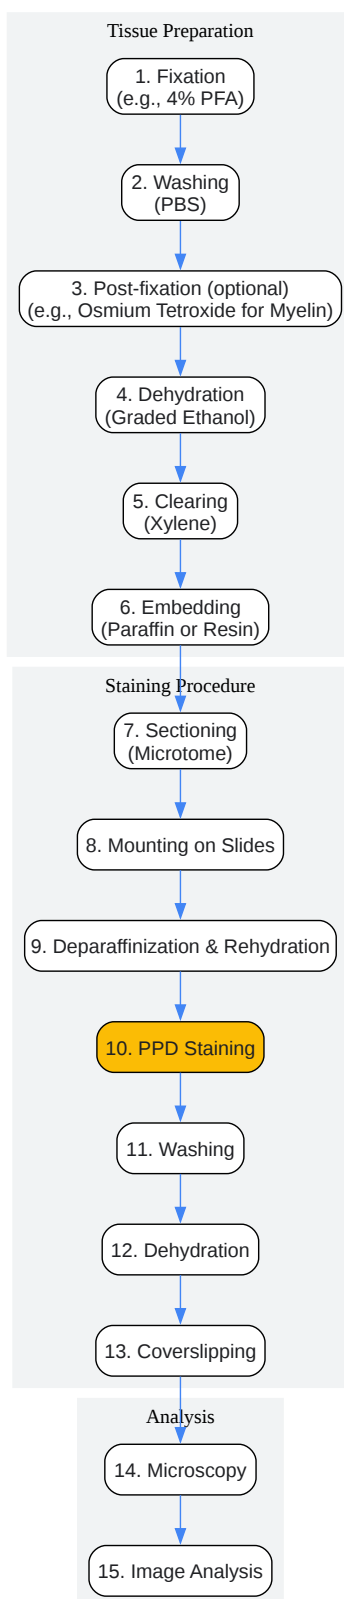 Tissue Preparation
1. Fixation
(e.g., 4% PFA)
2. Washing
(PBS)
3. Post-fixation (optional)
(e.g., Osmium Tetroxide for Myelin)
4. Dehydration
(Graded Ethanol)
5. Clearing
(Xylene)
6. Embedding
(Paraffin or Resin)
Staining Procedure
7. Sectioning
(Microtome)
8. Mounting on Slides
9. Deparaffinization & Rehydration
10. PPD Staining
11. Washing
12. Dehydration
13. Coverslipping
Analysis
14. Microscopy
15. Image Analysis